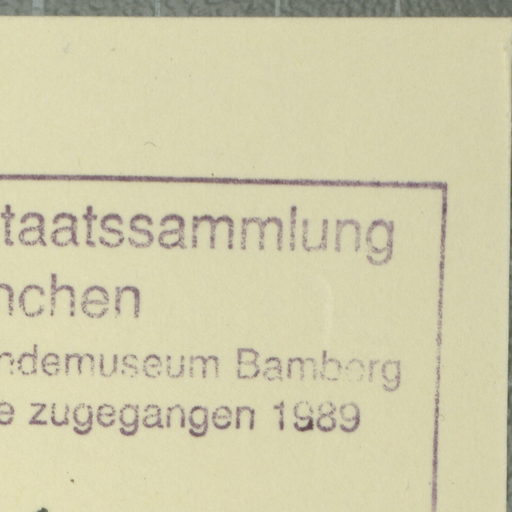 taatssammlung
nchen
ndemuseum Bamberg
e zugegangen 1989